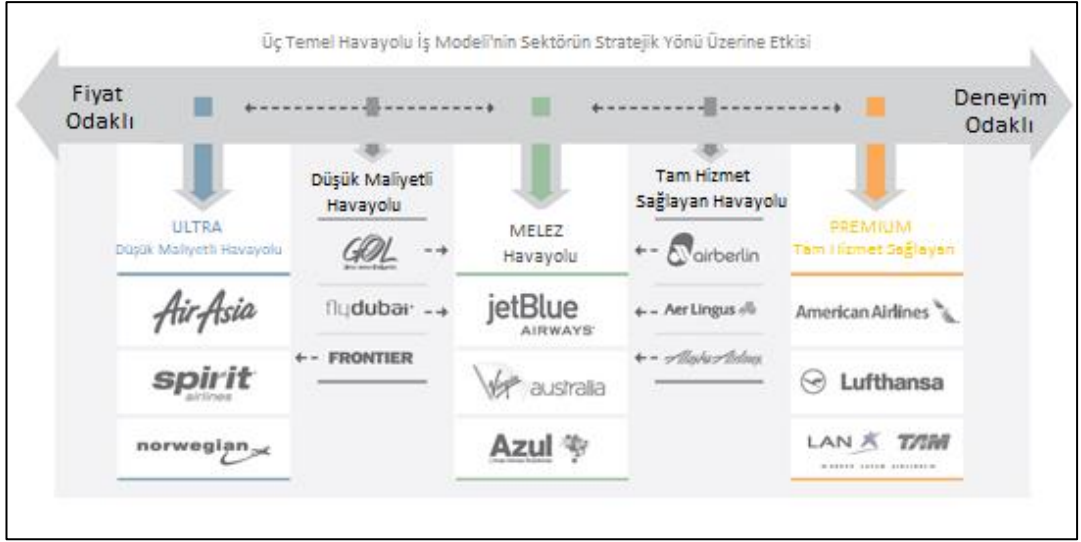 Üç Temel Havayolu İş Modeli'nin Sektörün Stratejik Yönü Üzerine Etkisi
Fiyat
Odaklı
Deneyim
Odaklı
ULTRA
Düşük Maliyetli Havayolu
AirAsia
spirit
airlines
norwegian
Düşük Maliyetli
Havayolu
GOL
flydubai
FRONTIER
MELEZ
Havayolu
jetBlue
AIRWAYS
Virgin australia
Azul
Tam Hizmet
Sağlayan Havayolu
airberlin
Aer Lingus
Alaska Airlines
PREMIUM
Tam Hizmet Sağlayan
American Airlines
Lufthansa
LAN TAM